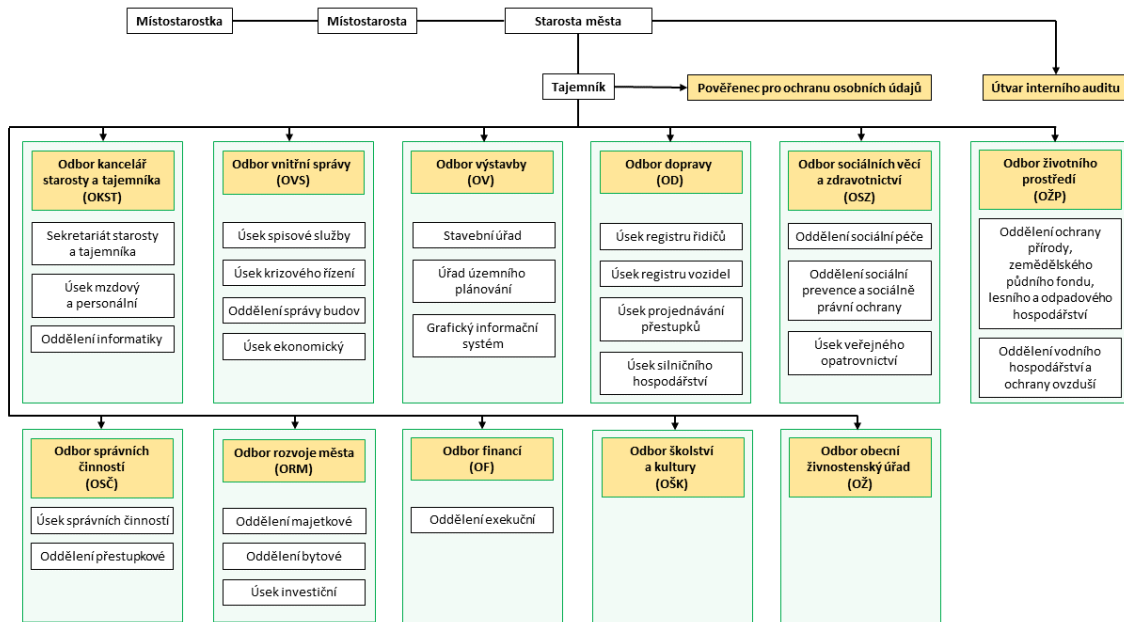 Místostarostka
Místostarosta
Starosta města
Tajemník
Pověřenec pro ochranu osobních údajů
Útvar interního auditu
Odbor kancelář
starosty a tajemníka
(OKST)
Sekretariát starosty
a tajemníka
Úsek mzdový
a personální
Oddělení informatiky
Odbor vnitřní správy
(OVS)
Úsek spisové služby
Úsek krizového řízení
Oddělení správy budov
Úsek ekonomický
Odbor výstavby
(OV)
Stavební úřad
Úřad územního
plánování
Grafický informační
systém
Odbor dopravy
(OD)
Úsek registru řidičů
Úsek registru vozidel
Úsek projednávání
přestupků
Úsek silničního
hospodářství
Odbor sociálních věcí
a zdravotnictví
(OSZ)
Oddělení sociální péče
Oddělení sociální
prevence a sociálně
právní ochrany
Úsek veřejného
opatrovnictví
Odbor životního
prostředí
(OŽP)
Oddělení ochrany
přírody,
zemědělského
půdního fondu,
lesního a odpadového
hospodářství
Oddělení vodního
hospodářství a
ochrany ovzduší
Odbor správních
činností
(OSČ)
Úsek správních činností
Oddělení přestupkové
Odbor rozvoje města
(ORM)
Oddělení majetkové
Oddělení bytové
Úsek investiční
Odbor financí
(OF)
Oddělení exekuční
Odbor školství
a kultury
(OŠK)
Odbor obecní
živnostenský úřad
(OŽ)